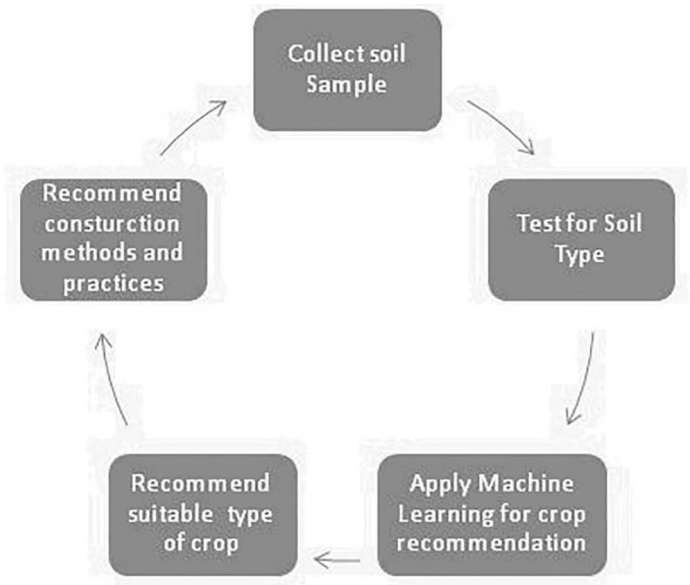 Collect soil
Sample
Test for Soil
Type
Apply Machine
Learning for crop
recommendation
Recommend
suitable type
of crop
Recommend
consturction
methods and
practices